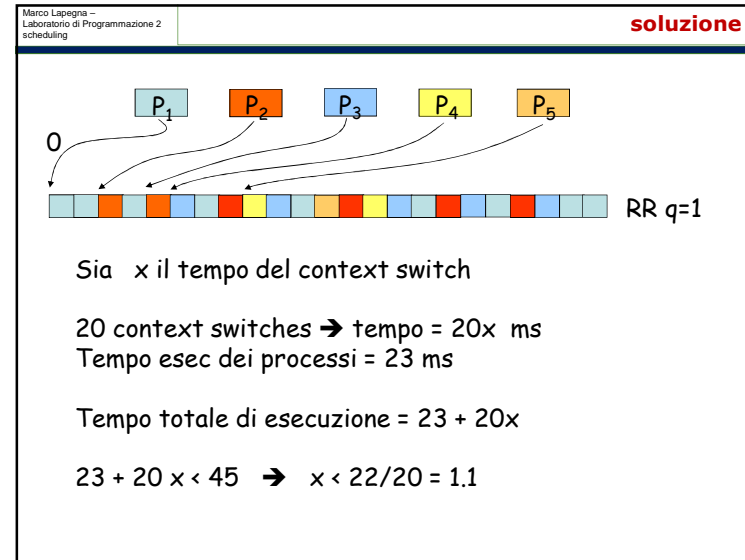 Marco Lapegna –
Laboratorio di Programmazione 2
scheduling
soluzione
P₁ P₂ P₃ P₄ P₅
0
RR q=1
Sia x il tempo del context switch
20 context switches ➔ tempo = 20x ms
Tempo esec dei processi = 23 ms
Tempo totale di esecuzione = 23 + 20x
23 + 20 x < 45 ➔ x < 22/20 = 1.1